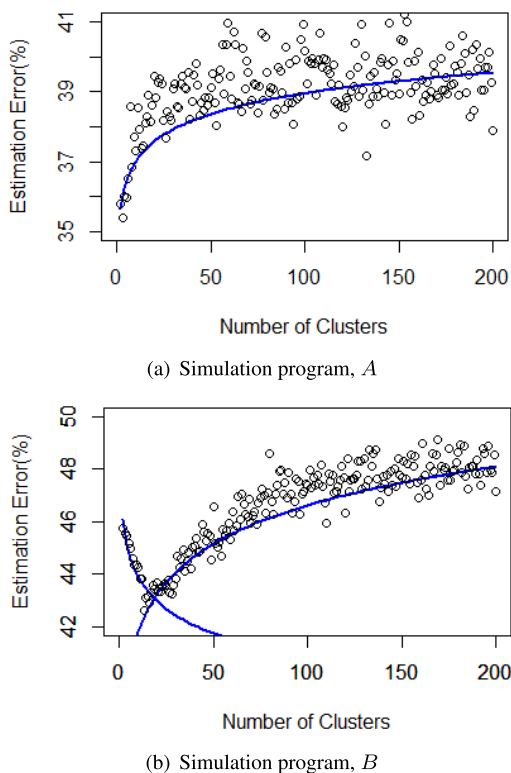 41
39
37
35
Estimation Error(%)
0 50 100 150 200
Number of Clusters
(a) Simulation program, A
50
48
46
44
42
Estimation Error(%)
0 50 100 150 200
Number of Clusters
(b) Simulation program, B